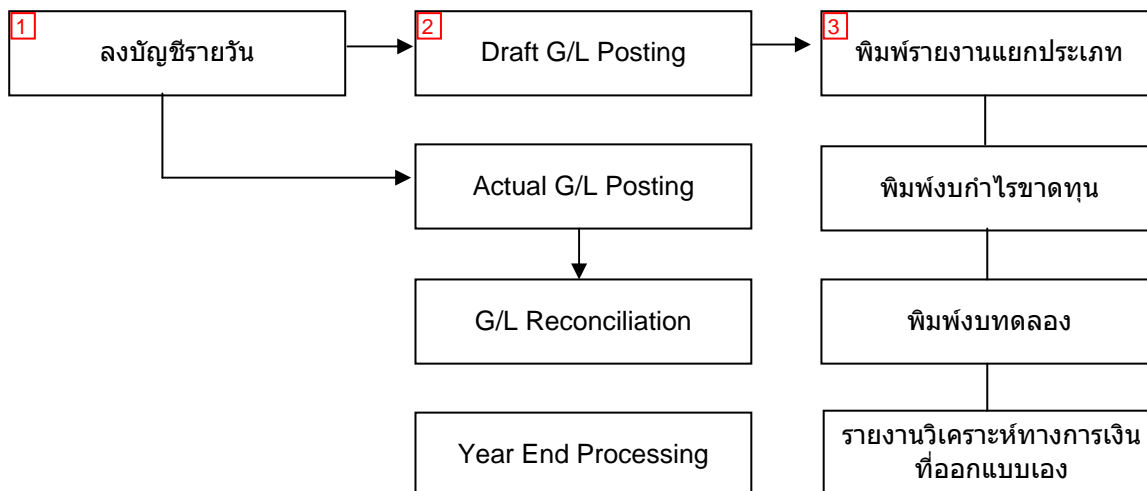 1
ลงบัญชีรายวัน
2
Draft G/L Posting
3
พิมพ์รายงานแยกประเภท
Actual G/L Posting
พิมพ์งบกำไรขาดทุน
G/L Reconciliation
พิมพ์งบทดลอง
Year End Processing
รายงานวิเคราะห์ทางการเงิน
ที่ออกแบบเอง